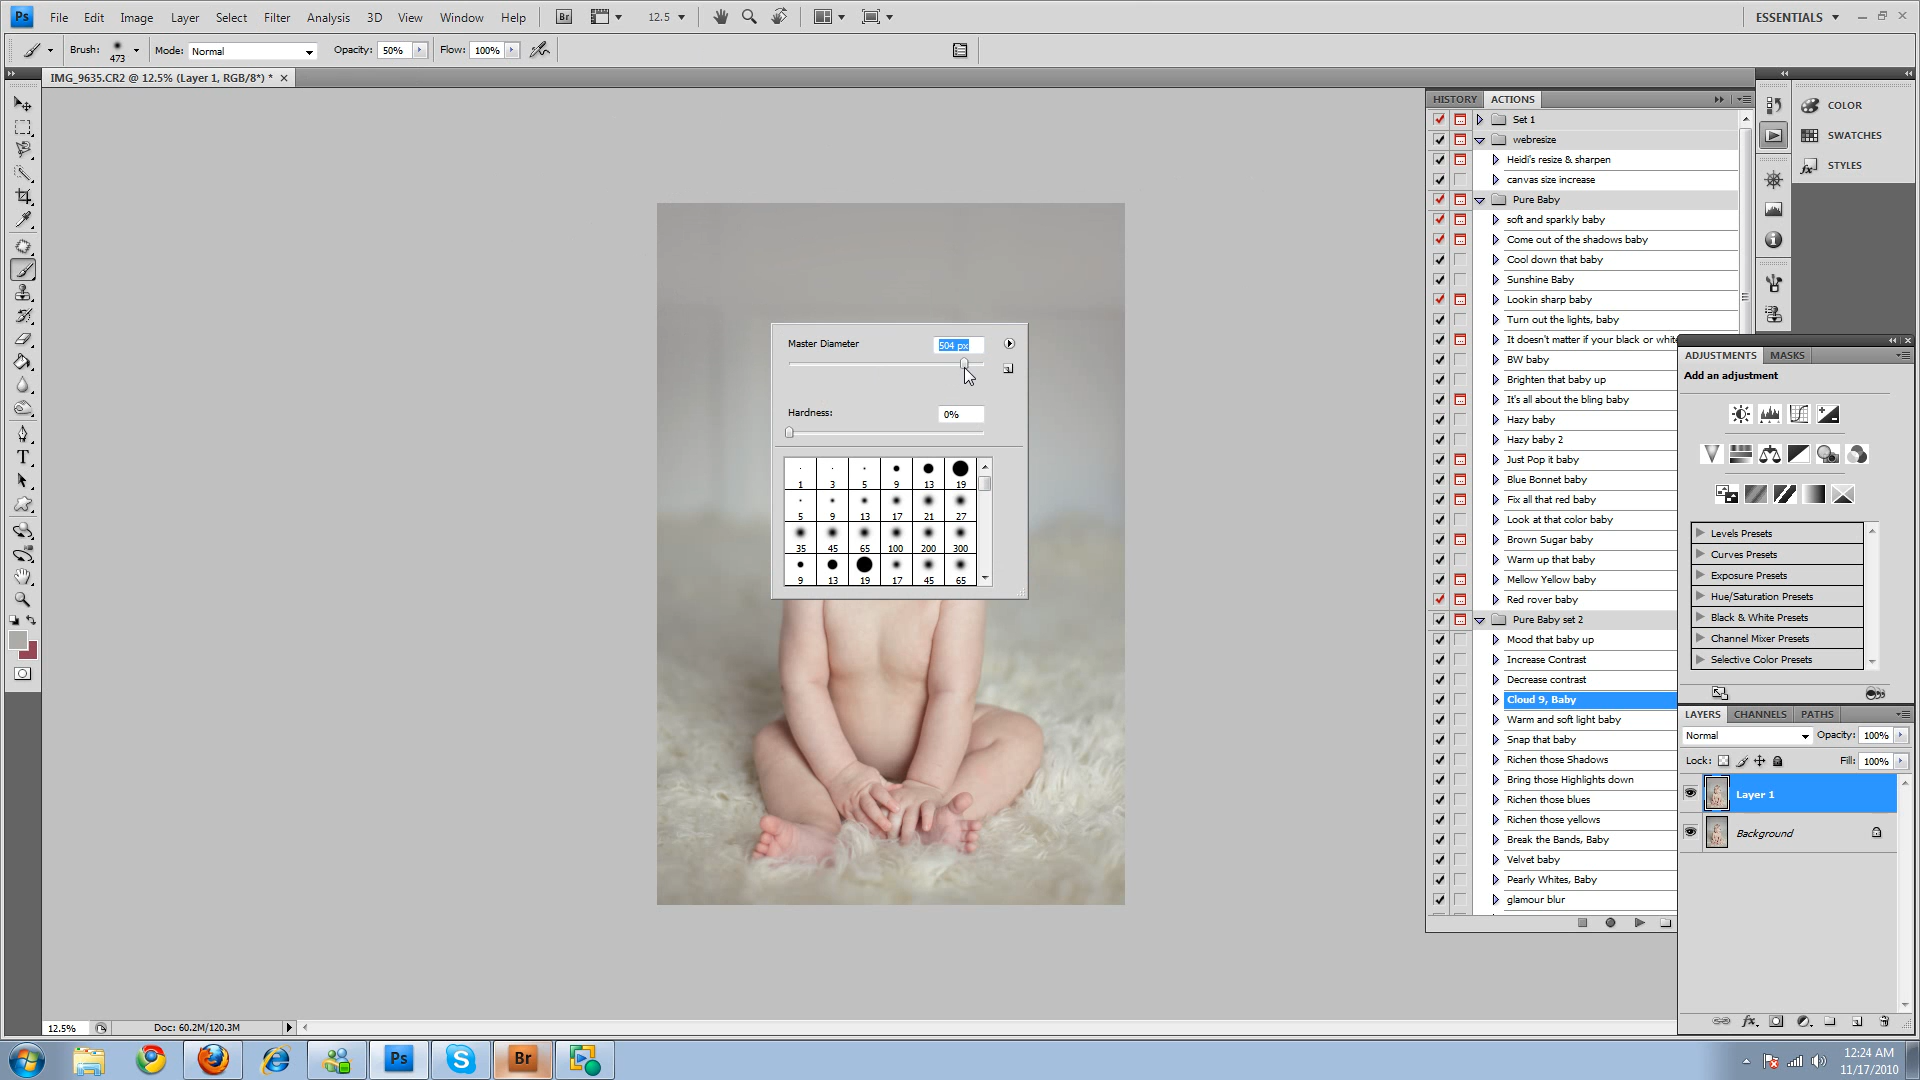 Ps File Edit Image Layer Select Filter Analysis 3D View Window Help Br 12.5 ESSENTIALS
Brush: 473 Mode: Normal Opacity: 50% Flow: 100%
IMG_9635.CR2 @ 12.5% (Layer 1, RGB/8*) *
HISTORY ACTIONS
Set 1
webresize
Heidi's resize & sharpen
canvas size increase
Pure Baby
soft and sparkly baby
Come out of the shadows baby
Cool down that baby
Sunshine Baby
Lookin sharp baby
Turn out the lights, baby
It doesn't matter if your black or white
BW baby
Brighten that baby up
It's all about the bling baby
Hazy baby
Hazy baby 2
Just Pop it baby
Blue Bonnet baby
Fix all that red baby
Look at that color baby
Brown Sugar baby
Warm up that baby
Mellow Yellow baby
Red rover baby
Pure Baby set 2
Mood that baby up
Increase Contrast
Decrease contrast
Cloud 9, Baby
Warm and soft light baby
Snap that baby
Richen those Shadows
Bring those Highlights down
Richen those blues
Richen those yellows
Break the Bands, Baby
Velvet baby
Pearly Whites, Baby
glamour blur
COLOR
SWATCHES
STYLES
Master Diameter 504 px
Hardness: 0%
1 3 5 9 13 19
5 9 13 17 21 27
35 45 65 100 200 300
9 13 19 17 45 65
ADJUSTMENTS MASKS
Add an adjustment
Levels Presets
Curves Presets
Exposure Presets
Hue/Saturation Presets
Black & White Presets
Channel Mixer Presets
Selective Color Presets
LAYERS CHANNELS PATHS
Normal Opacity: 100%
Lock: Fill: 100%
Layer 1
Background
12.5% Doc: 60.2M/120.3M
Ps Br
12:24 AM
11/17/2010